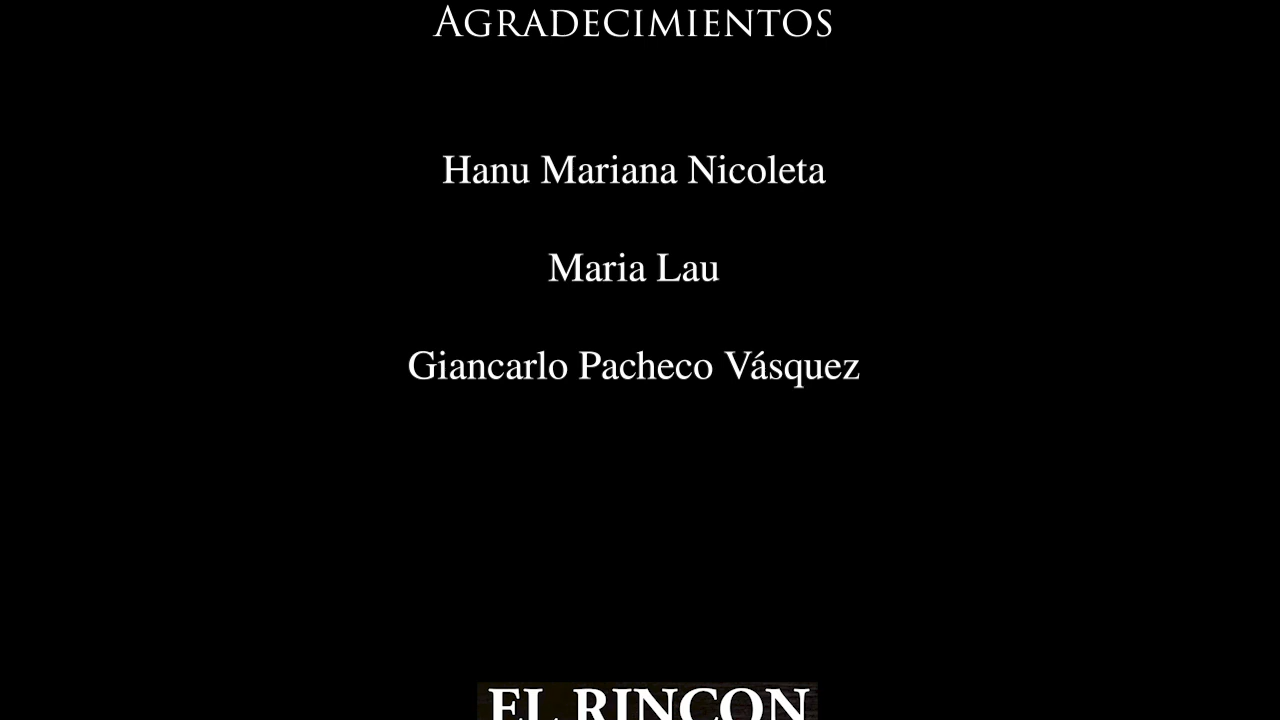 AGRADECIMIENTOS
Hanu Mariana Nicoleta
Maria Lau
Giancarlo Pacheco Vásquez
EL RINCON